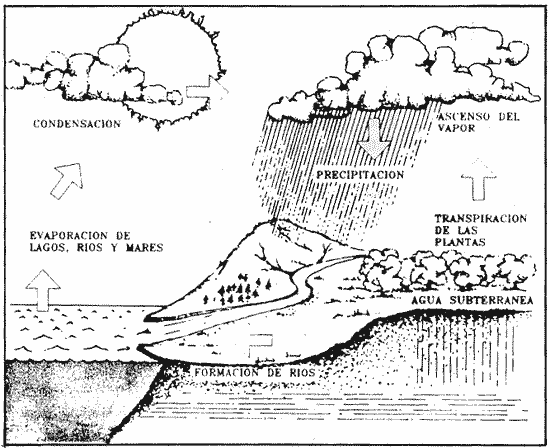 CONDENSACION
ASCENSO DEL
VAPOR
PRECIPITACION
TRANSPIRACION
DE LAS
PLANTAS
EVAPORACION DE
LAGOS, RIOS Y MARES
AGUA SUBTERRANEA
FORMACION DE RIOS